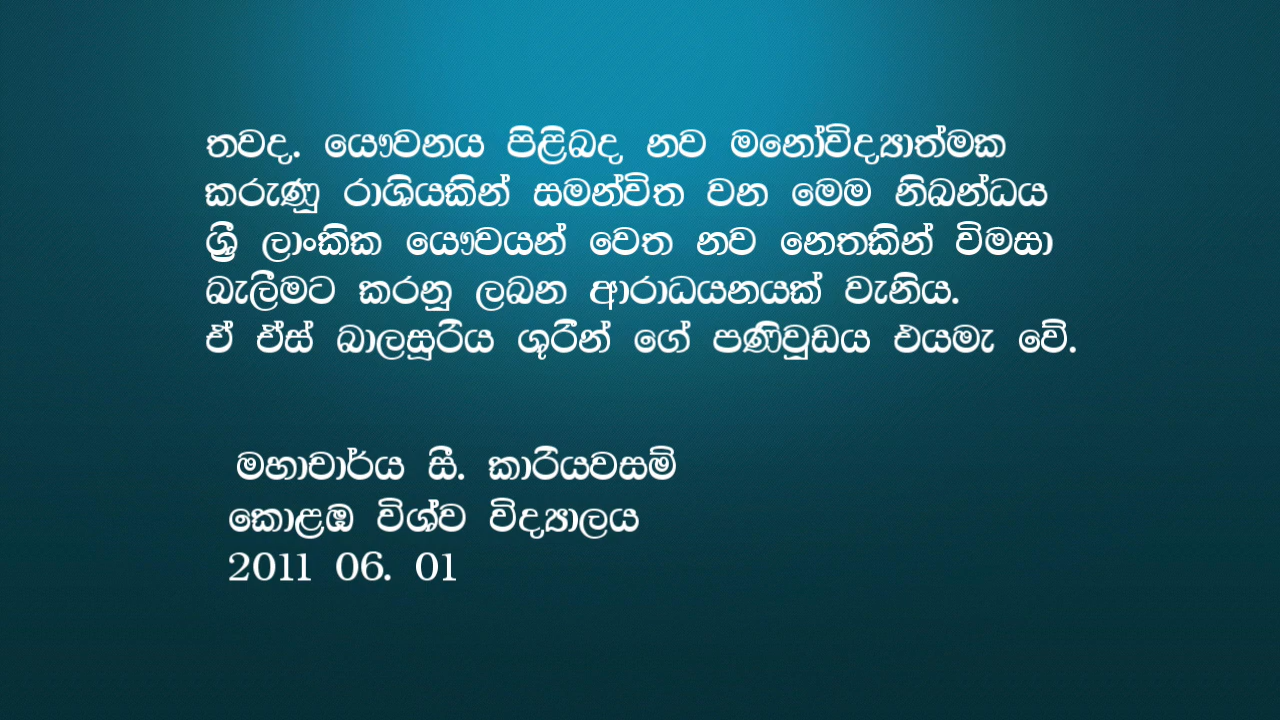 තවද. යෞවනය පිළිබද නව මනෝවිද්‍යාත්මක
කරුණු රාශියකින් සමන්විත වන මෙම නිබන්ධය
ශ්‍රී ලාංකික යෞවයන් වෙත නව නෙතකින් විමසා
බැලීමට කරනු ලබන ආරාධයනයක් වැනිය.
ඒ ඒස් බාලසූරිය ශුරින් ගේ පණිවුඩය එයමැ වේ.
මහාචාර්ය සී. කාරියවසම්
කොළඹ විශ්ව විද්‍යාලය
2011 06. 01